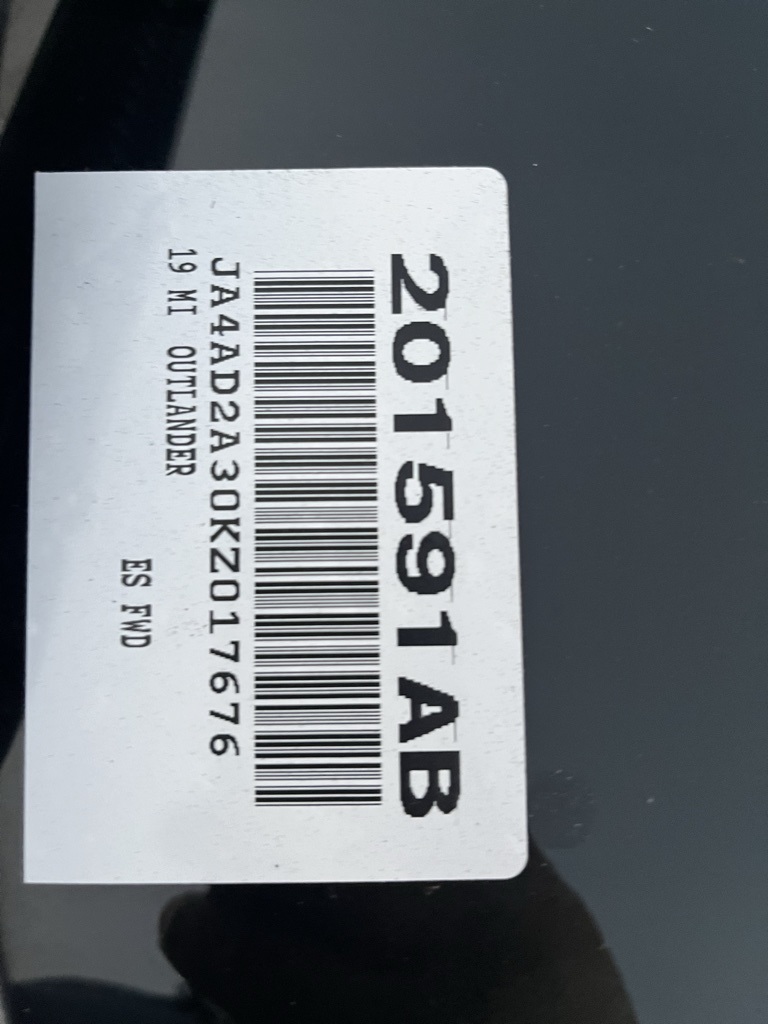 201591AB
JA4AD2A30KZ017676
19 MI OUTLANDER
ES FWD